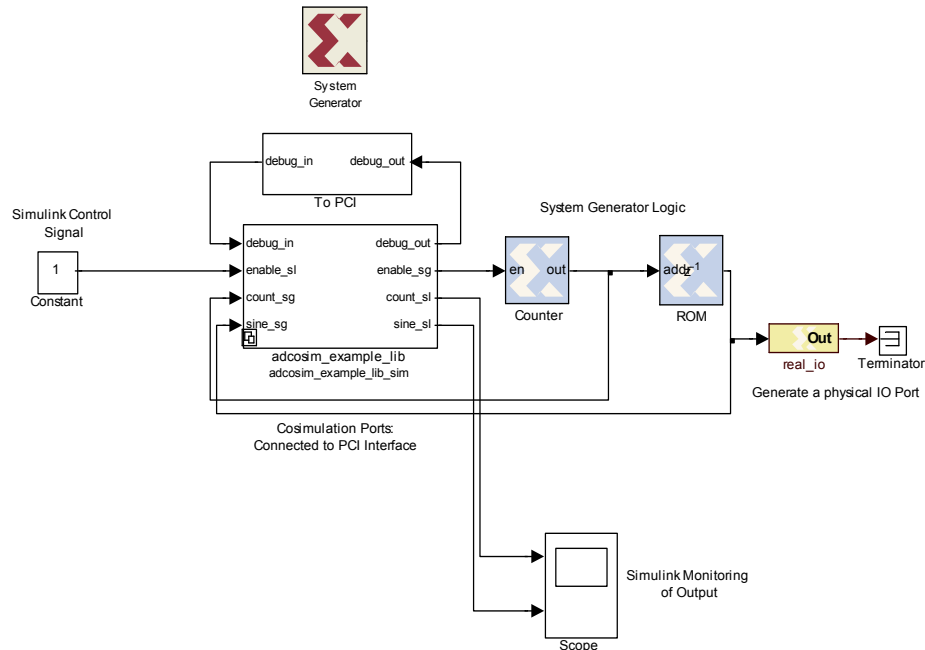 System
Generator
debug_in
debug_out
To PCI
Simulink Control
Signal
1
Constant
debug_in
enable_sl
count_sg
sine_sg
debug_out
enable_sg
count_sl
sine_sl
adcosim_example_lib
adcosim_example_lib_sim
System Generator Logic
en
out
Counter
addr
z-1
ROM
Out
real_io
Terminator
Generate a physical IO Port
Cosimulation Ports:
Connected to PCI Interface
Simulink Monitoring
of Output
Scope